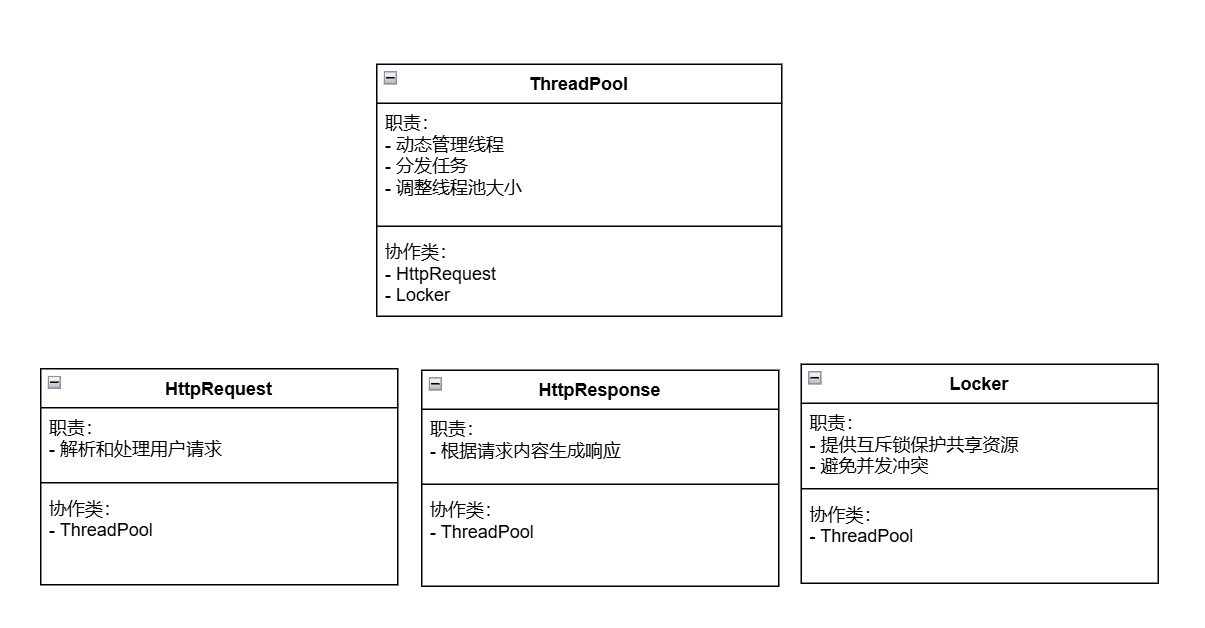 ThreadPool
职责：
- 动态管理线程
- 分发任务
- 调整线程池大小
协作类：
- HttpRequest
- Locker
HttpRequest
职责：
- 解析和处理用户请求
协作类：
- ThreadPool
HttpResponse
职责：
- 根据请求内容生成响应
协作类：
- ThreadPool
Locker
职责：
- 提供互斥锁保护共享资源
- 避免并发冲突
协作类：
- ThreadPool